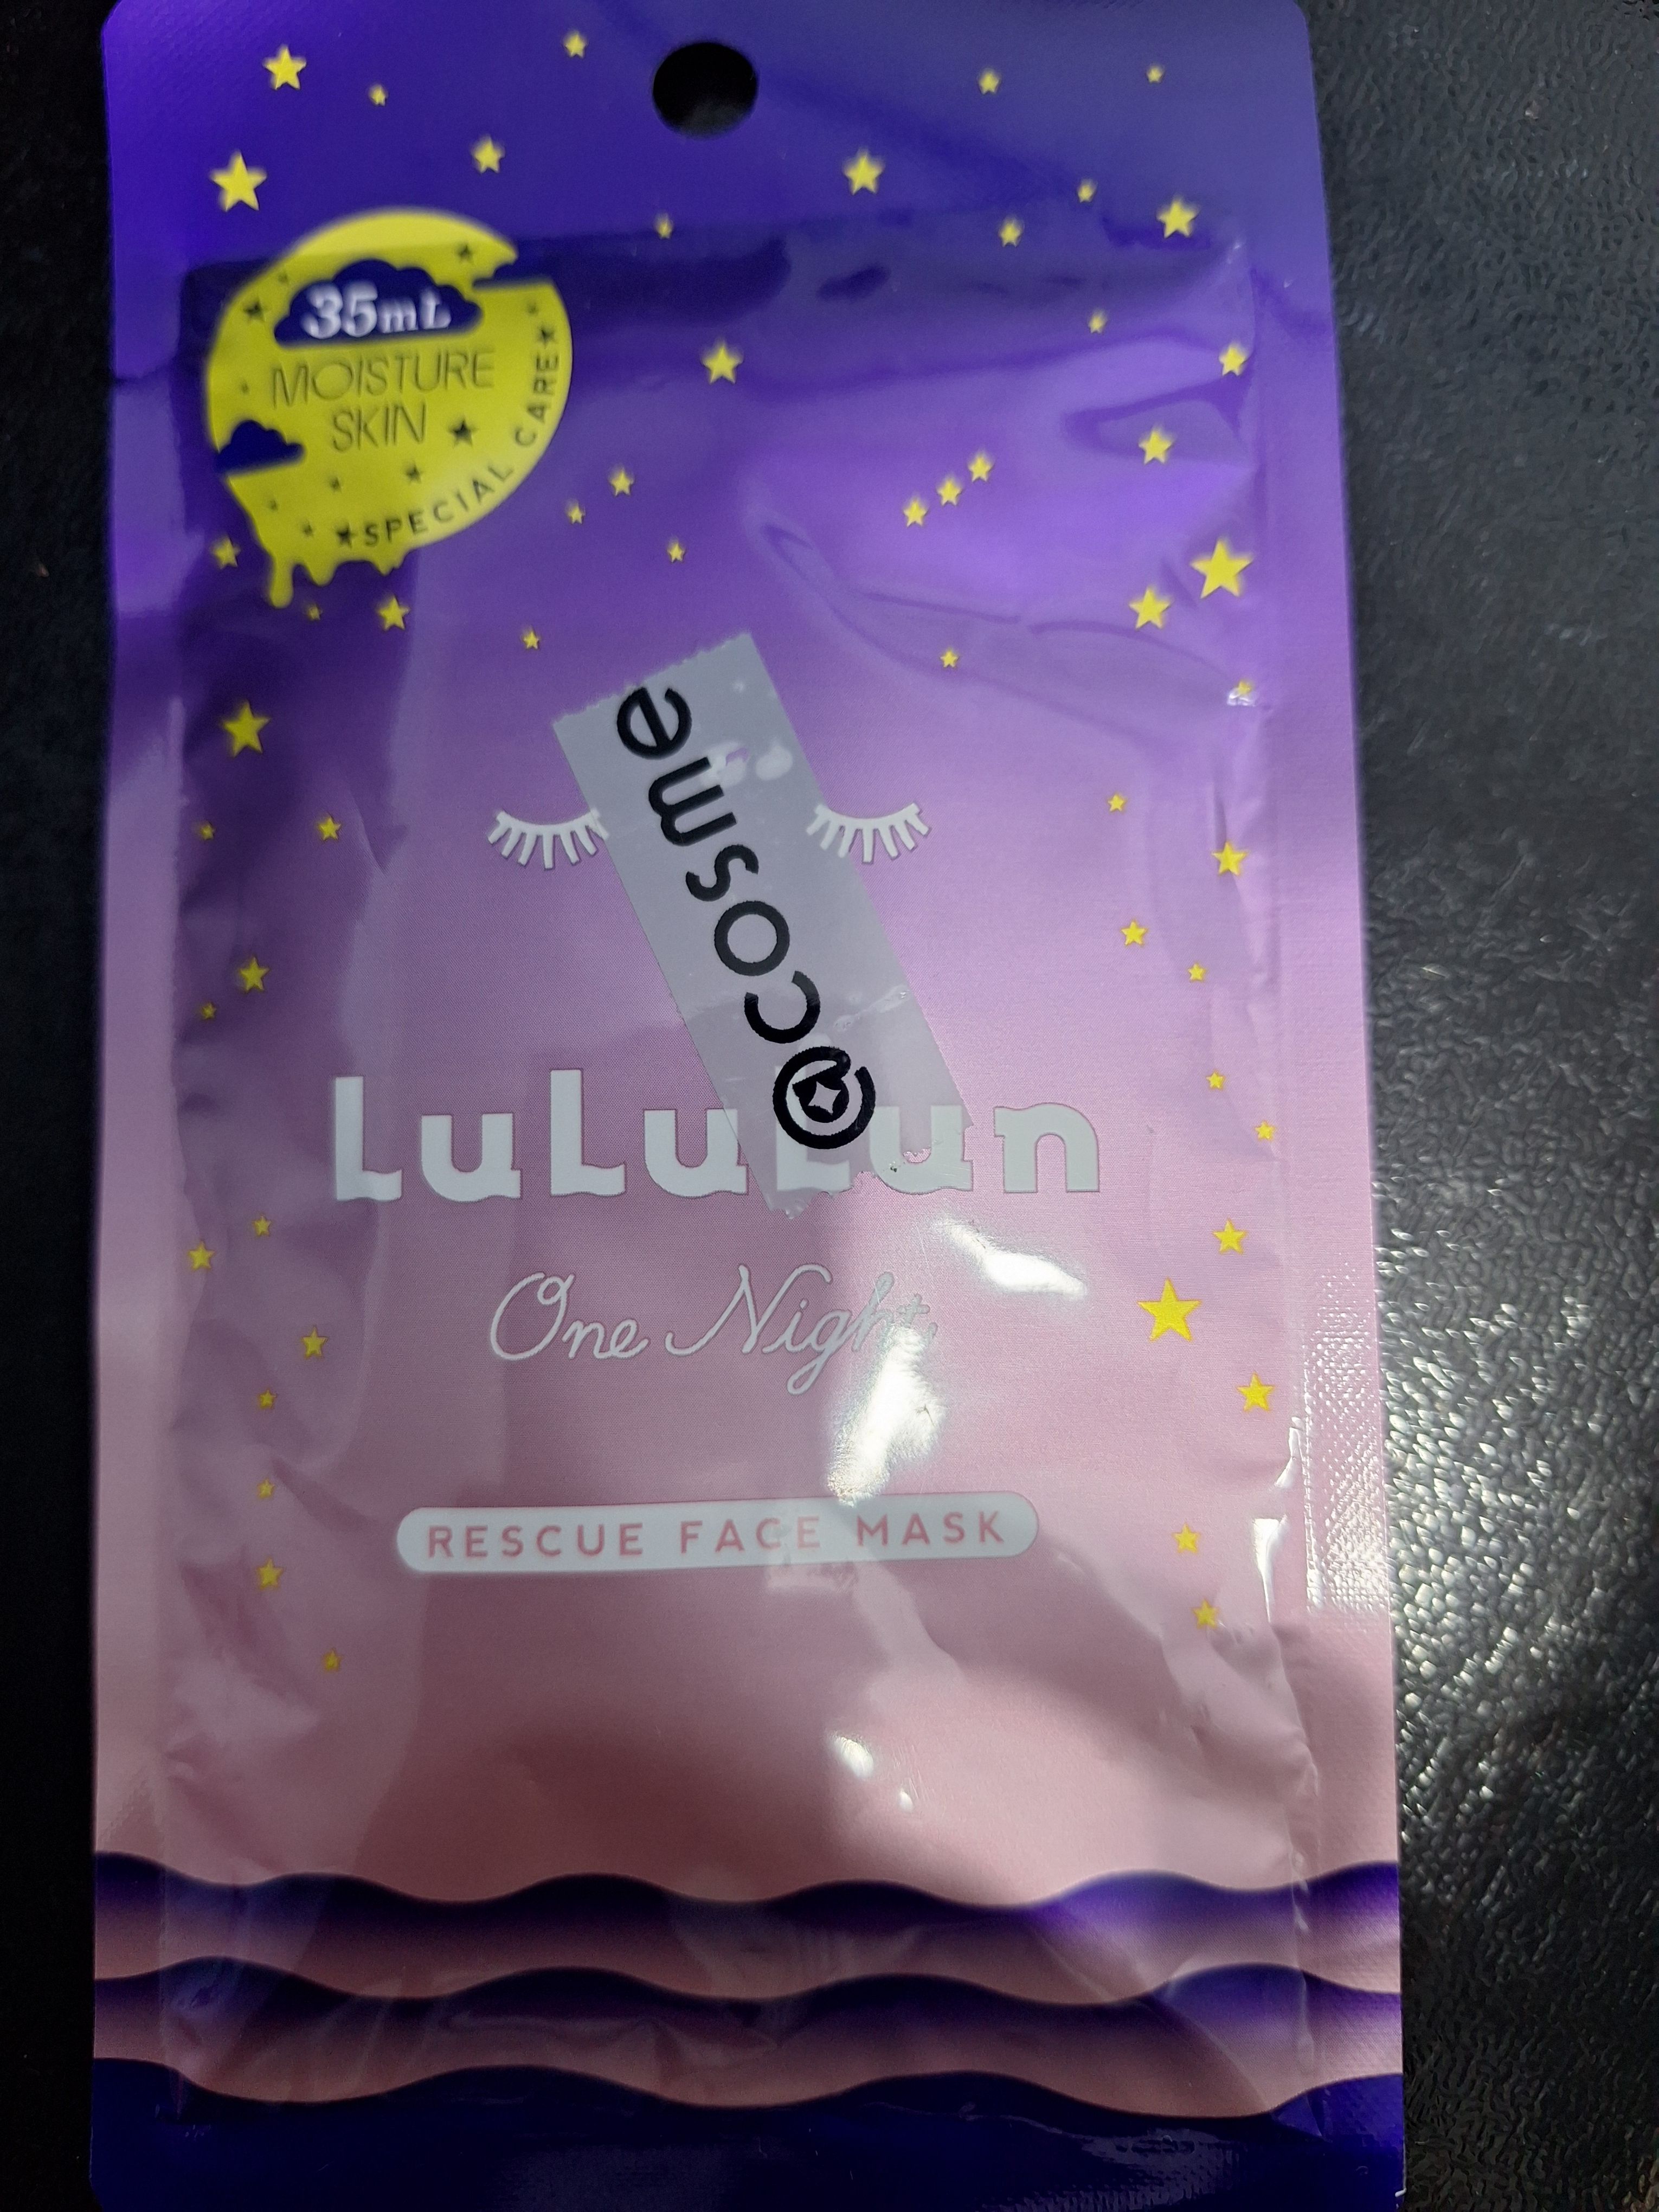 35mL
MOISTURE
SKIN
SPECIAL CARE
@cosme
LuLuLun
One Night
RESCUE FACE MASK